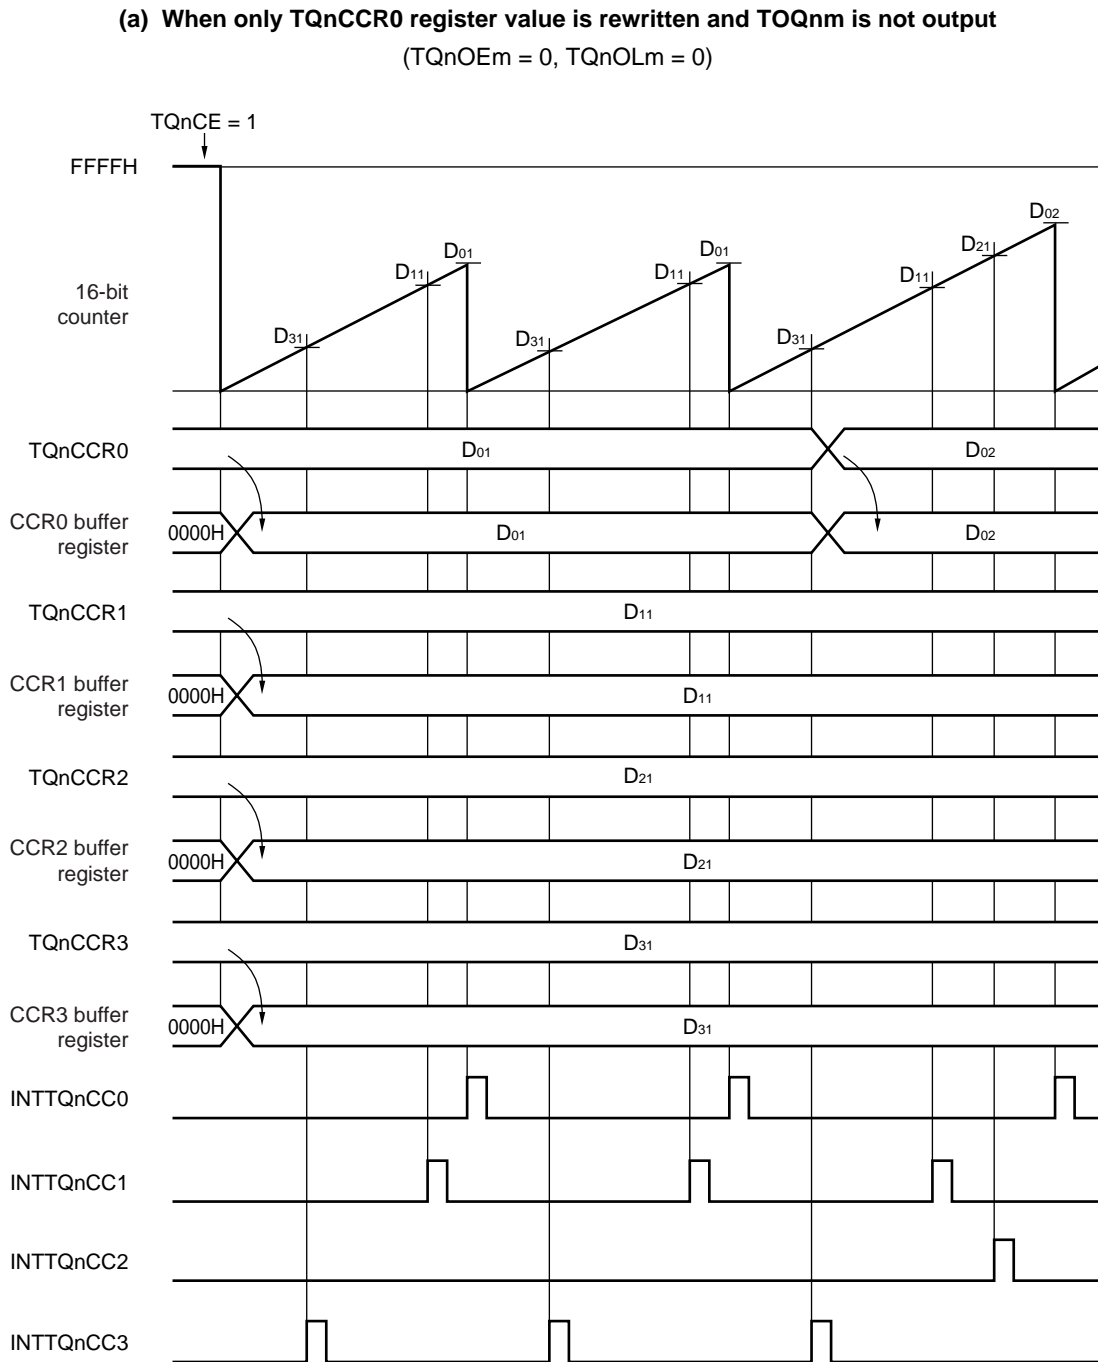 (a) When only TQnCCR0 register value is rewritten and TOQnm is not output
(TQnOEm = 0, TQnOLm = 0)
TQnCE = 1
FFFFH
D02
D21
D01
D01
D11
D11
D11
16-bit
counter
D31
D31
D31
TQnCCR0
D01
D02
CCR0 buffer
register
0000H
D01
D02
TQnCCR1
D11
CCR1 buffer
register
0000H
D11
TQnCCR2
D21
CCR2 buffer
register
0000H
D21
TQnCCR3
D31
CCR3 buffer
register
0000H
D31
INTTQnCC0
INTTQnCC1
INTTQnCC2
INTTQnCC3